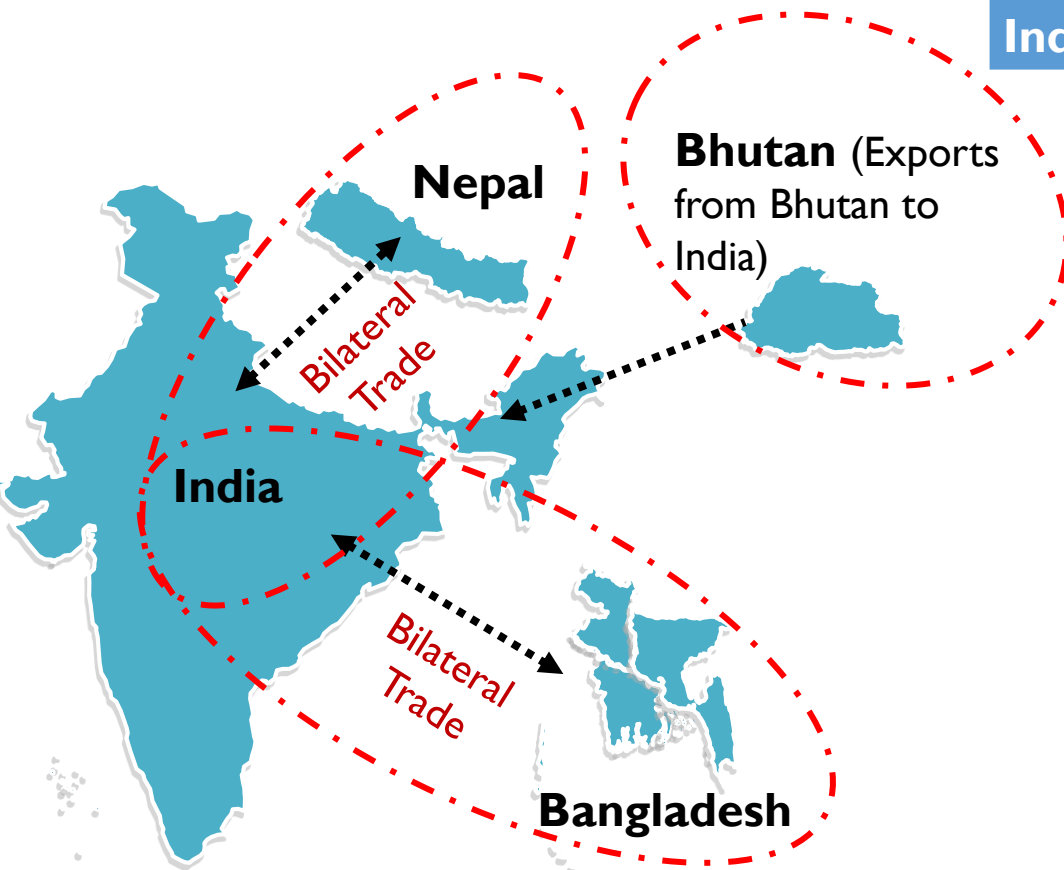 Nepal
Bhutan (Exports
from Bhutan to
India)
Bilateral
Trade
India
Bilateral
Trade
Bangladesh